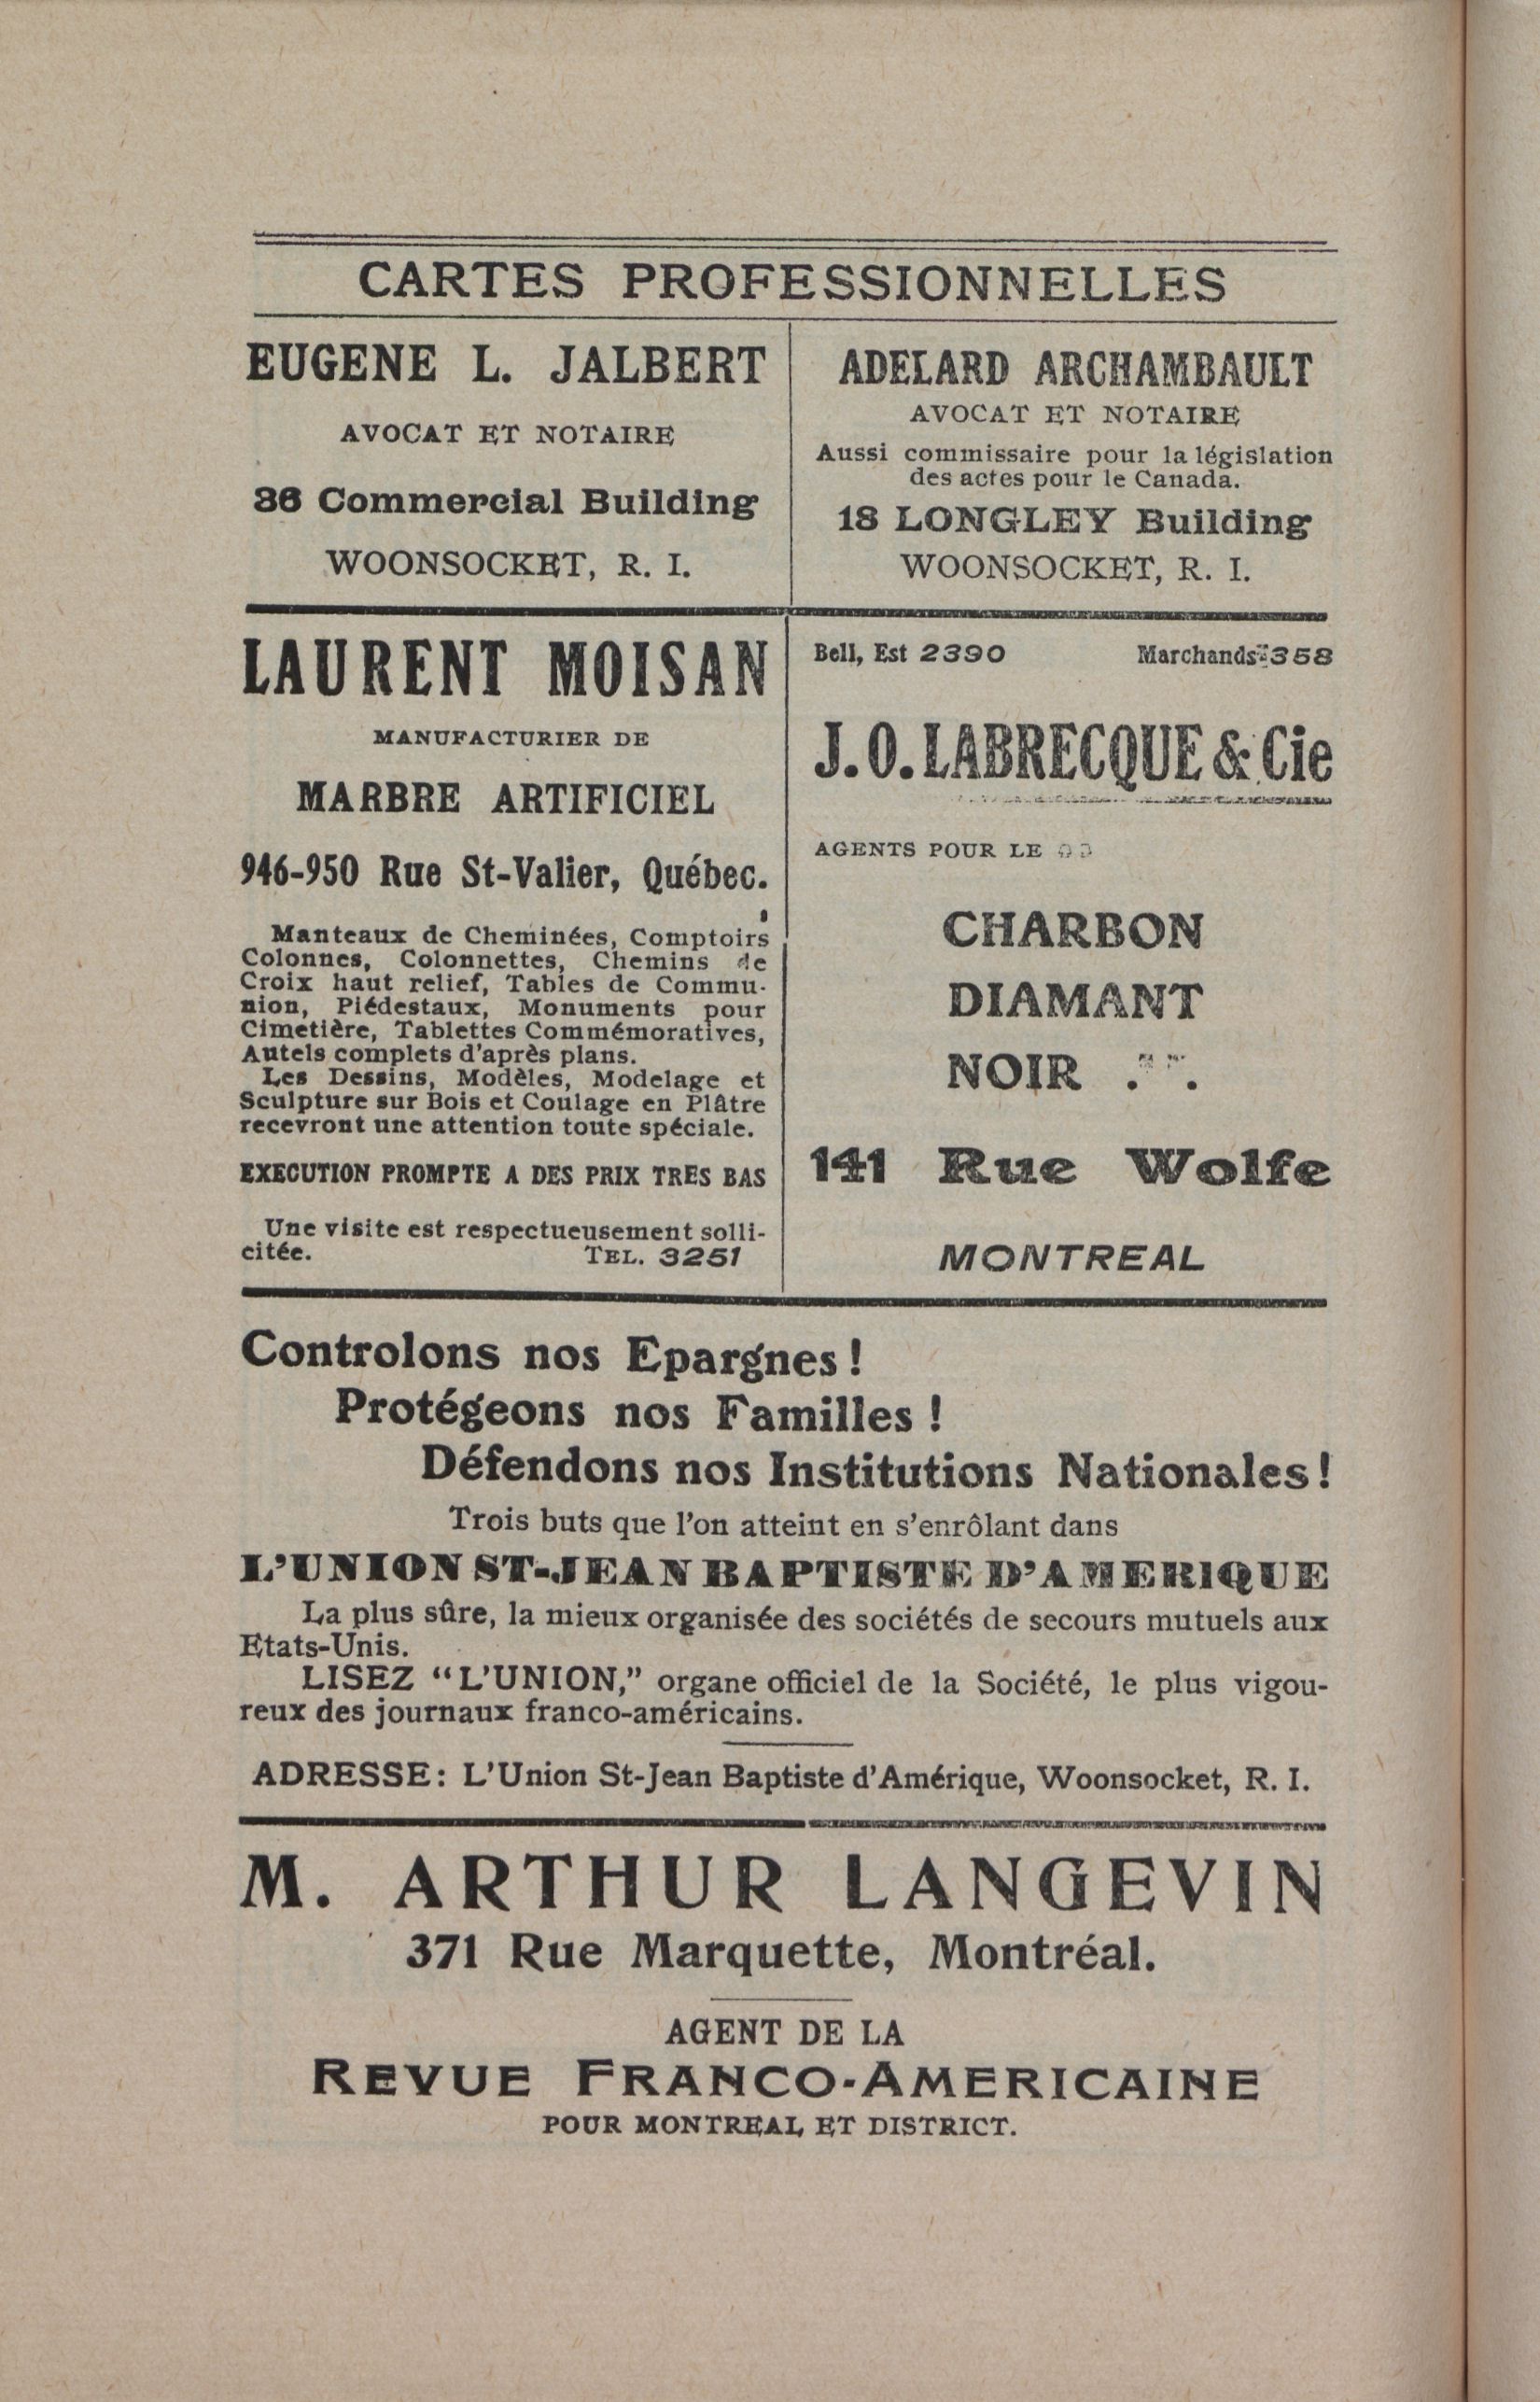 CARTES PROFESSIONNELLES
EUGENE L. JALBERT
AVOCAT ET NOTAIRE
36 Commercial Building
WOONSOCKET, R. I.
ADELARD ARCHAMBAULT
AVOCAT ET NOTAIRE
Aussi commissaire pour la législation
des actes pour le Canada.
18 LONGLEY Building
WOONSOCKET, R. I.
LAURENT MOISAN
MANUFACTURIER DE
MARBRE ARTIFICIEL
946-950 Rue St-Valier, Québec.
Manteaux de Cheminées, Comptoirs
Colonnes, Colonnettes, Chemins de
Croix haut relief, Tables de Commu-
nion, Piédestaux, Monuments pour
Cimetière, Tablettes Commémoratives,
Autels complets d'après plans.
Les Dessins, Modèles, Modelage et
Sculpture sur Bois et Coulage en Plâtre
recevront une attention toute spéciale.
EXECUTION PROMPTE A DES PRIX TRES BAS
Une visite est respectueusement solli-
citée. TEL. 3251
Bell, Est 2390 Marchands 358
J. O. LABRECQUE & Cie
AGENTS POUR LE
CHARBON
DIAMANT
NOIR
141 Rue Wolfe
MONTREAL
Controlons nos Epargnes !
Protégeons nos Familles !
Défendons nos Institutions Nationales !
Trois buts que l'on atteint en s'enrôlant dans
L'UNION ST-JEAN BAPTISTE D'AMERIQUE
La plus sûre, la mieux organisée des sociétés de secours mutuels aux
Etats-Unis.
LISEZ "L'UNION," organe officiel de la Société, le plus vigou-
reux des journaux franco-américains.
ADRESSE: L'Union St-Jean Baptiste d'Amérique, Woonsocket, R. I.
M. ARTHUR LANGEVIN
371 Rue Marquette, Montréal.
AGENT DE LA
REVUE FRANCO-AMERICAINE
POUR MONTREAL ET DISTRICT.